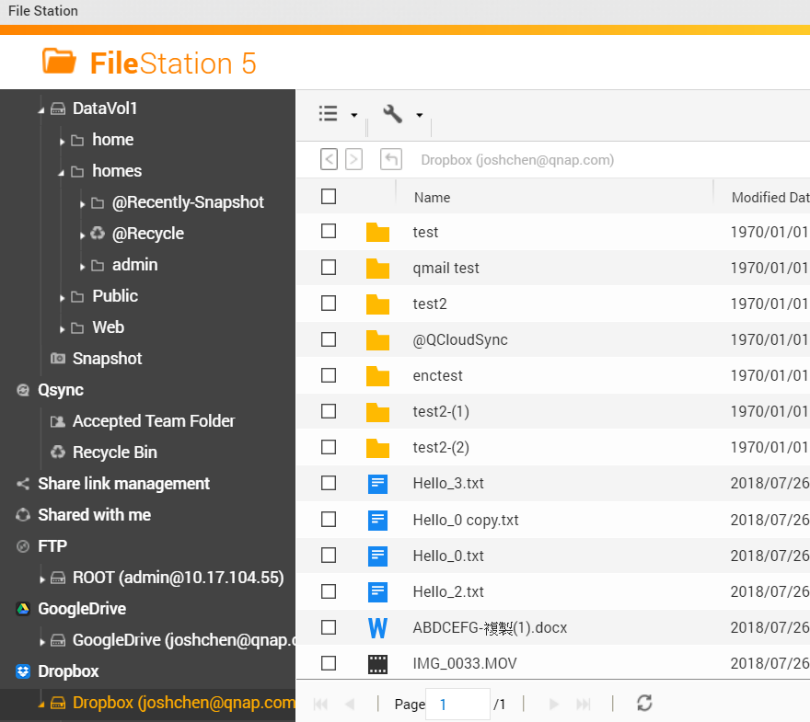 File Station
FileStation 5
DataVol1
home
homes
@Recently-Snapshot
@Recycle
admin
Public
Web
Snapshot
Qsync
Accepted Team Folder
Recycle Bin
Share link management
Shared with me
FTP
ROOT (admin@10.17.104.55)
GoogleDrive
GoogleDrive (joshchen@qnap.c
Dropbox
Dropbox (joshchen@qnap.com
Dropbox (joshchen@qnap.com)
Name Modified Dat
test 1970/01/01
qmail test 1970/01/01
test2 1970/01/01
@QCloudSync 1970/01/01
enctest 1970/01/01
test2-(1) 1970/01/01
test2-(2) 1970/01/01
Hello_3.txt 2018/07/26
Hello_0 copy.txt 2018/07/26
Hello_0.txt 2018/07/26
Hello_2.txt 2018/07/26
ABDCEFG-複製(1).docx 2018/07/26
IMG_0033.MOV 2018/07/26
Page 1 /1